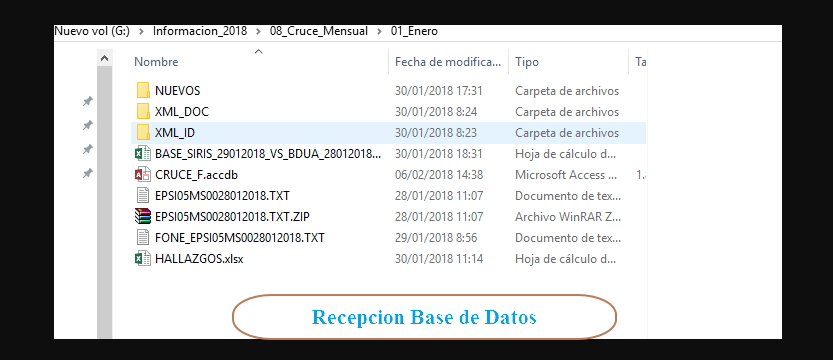 Nuevo vol (G:) > Informacion_2018 > 08_Cruce_Mensual > 01_Enero
Nombre Fecha de modifica... Tipo Ta
NUEVOS 30/01/2018 17:31 Carpeta de archivos
XML_DOC 30/01/2018 8:24 Carpeta de archivos
XML_ID 30/01/2018 8:23 Carpeta de archivos
BASE_SIRIS_29012018_VS_BDUA_28012018... 30/01/2018 18:31 Hoja de cálculo d...
CRUCE_F.accdb 06/02/2018 14:38 Microsoft Access ... 1.
EPSI05MS0028012018.TXT 28/01/2018 11:07 Documento de tex...
EPSI05MS0028012018.TXT.ZIP 28/01/2018 11:07 Archivo WinRAR Z...
FONE_EPSI05MS0028012018.TXT 29/01/2018 8:56 Documento de tex...
HALLAZGOS.xlsx 30/01/2018 11:14 Hoja de cálculo d...
Recepcion Base de Datos